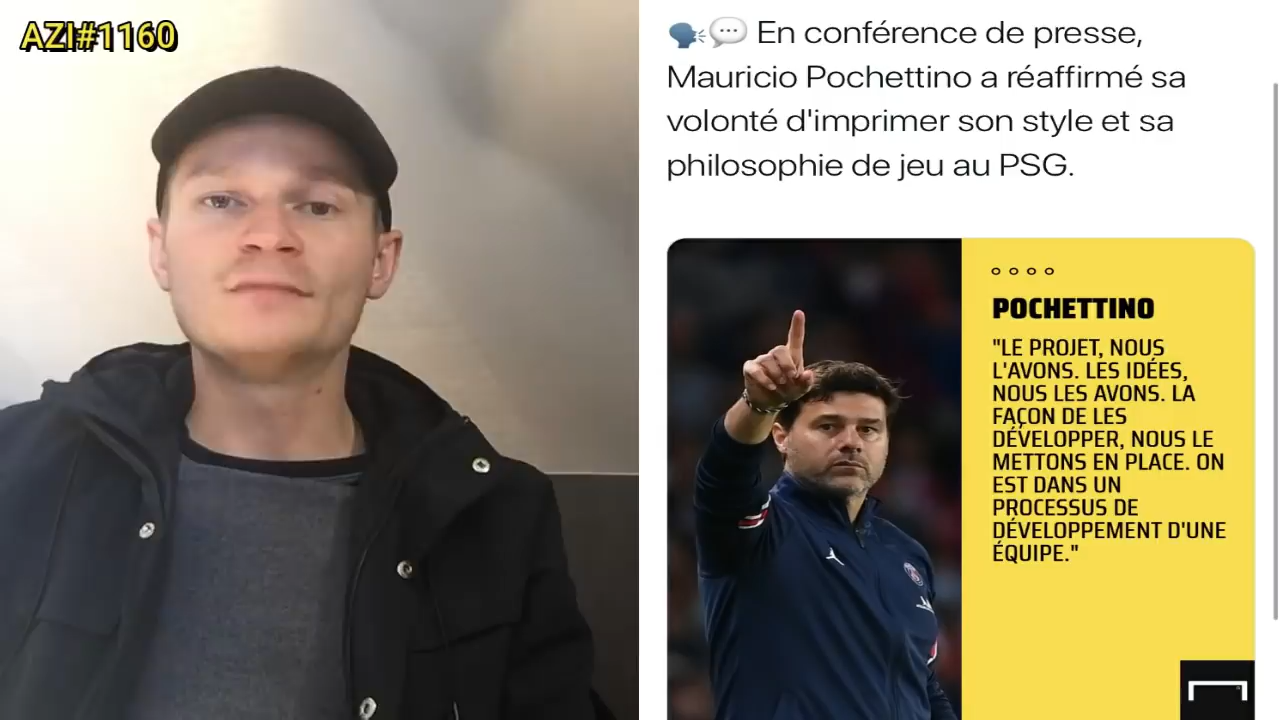 AZI#1160
🗣💬 En conférence de presse,
Mauricio Pochettino a réaffirmé sa
volonté d'imprimer son style et sa
philosophie de jeu au PSG.
POCHETTINO
"LE PROJET, NOUS
L'AVONS. LES IDÉES,
NOUS LES AVONS. LA
FAÇON DE LES
DÉVELOPPER, NOUS LE
METTONS EN PLACE. ON
EST DANS UN
PROCESSUS DE
DÉVELOPPEMENT D'UNE
ÉQUIPE."